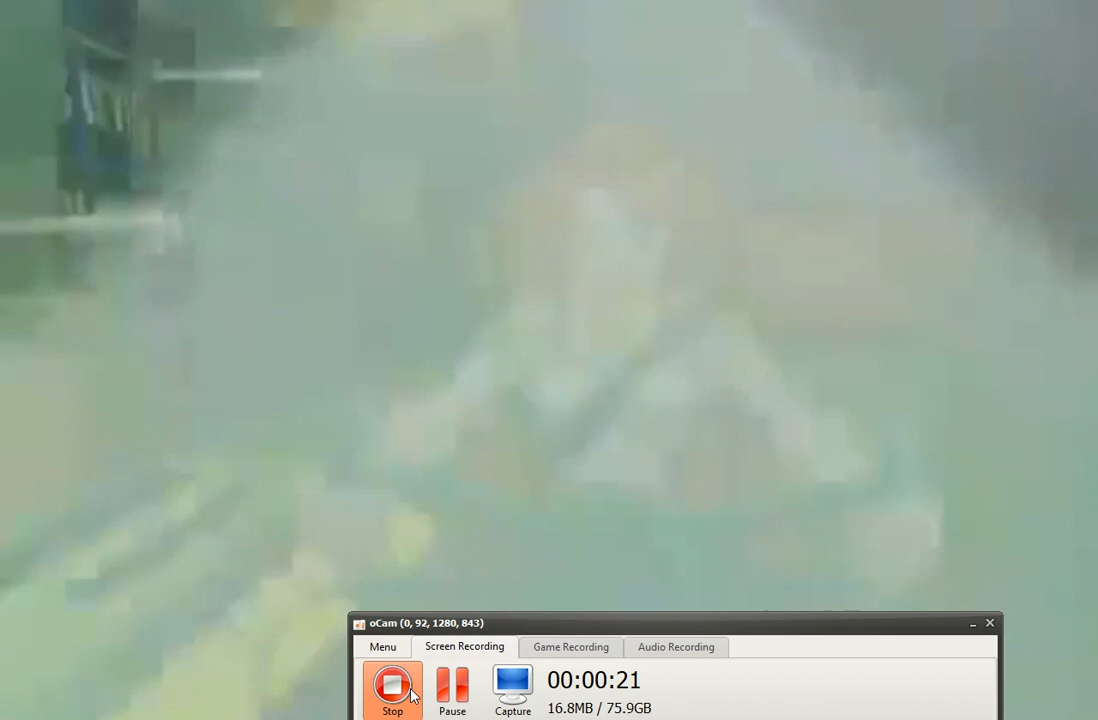 oCam (0, 92, 1280, 843)
Menu Screen Recording Game Recording Audio Recording
00:00:21
Stop Pause Capture 16.8MB / 75.9GB